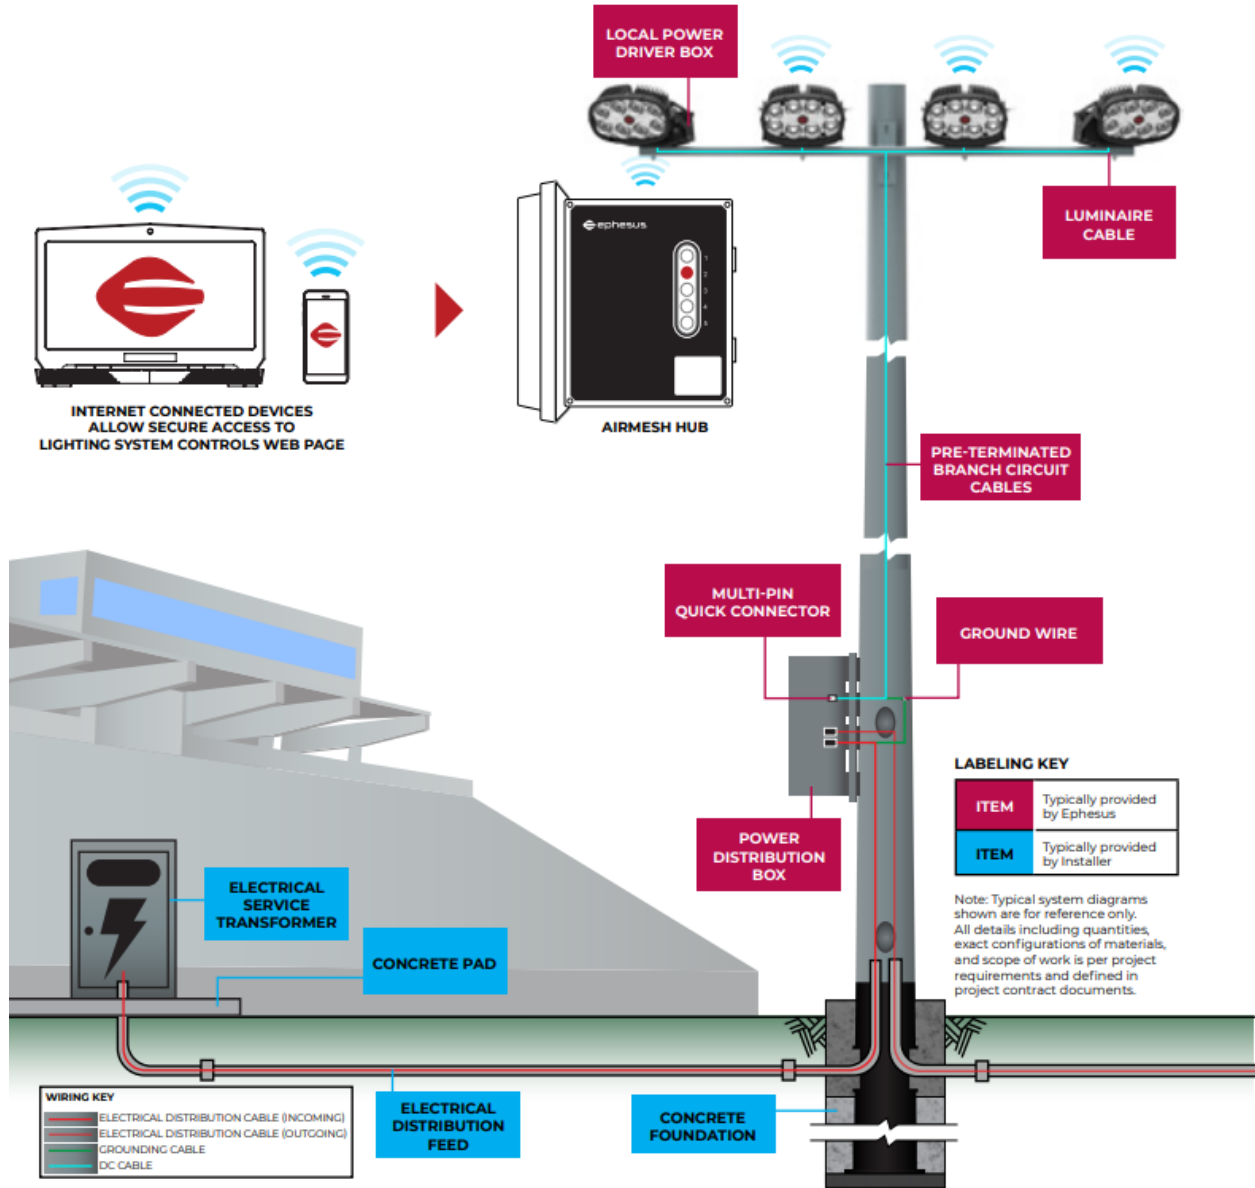 LOCAL POWER
DRIVER BOX
LUMINAIRE
CABLE
ephesus
1
2
3
4
5
INTERNET CONNECTED DEVICES
ALLOW SECURE ACCESS TO
LIGHTING SYSTEM CONTROLS WEB PAGE
AIRMESH HUB
PRE-TERMINATED
BRANCH CIRCUIT
CABLES
MULTI-PIN
QUICK CONNECTOR
GROUND WIRE
POWER
DISTRIBUTION
BOX
LABELING KEY
ITEM
Typically provided
by Ephesus
ITEM
Typically provided
by Installer
Note: Typical system diagrams
shown are for reference only.
All details including quantities,
exact configurations of materials,
and scope of work is per project
requirements and defined in
project contract documents.
ELECTRICAL
SERVICE
TRANSFORMER
CONCRETE PAD
ELECTRICAL
DISTRIBUTION
FEED
CONCRETE
FOUNDATION
WIRING KEY
ELECTRICAL DISTRIBUTION CABLE (INCOMING)
ELECTRICAL DISTRIBUTION CABLE (OUTGOING)
GROUNDING CABLE
DC CABLE